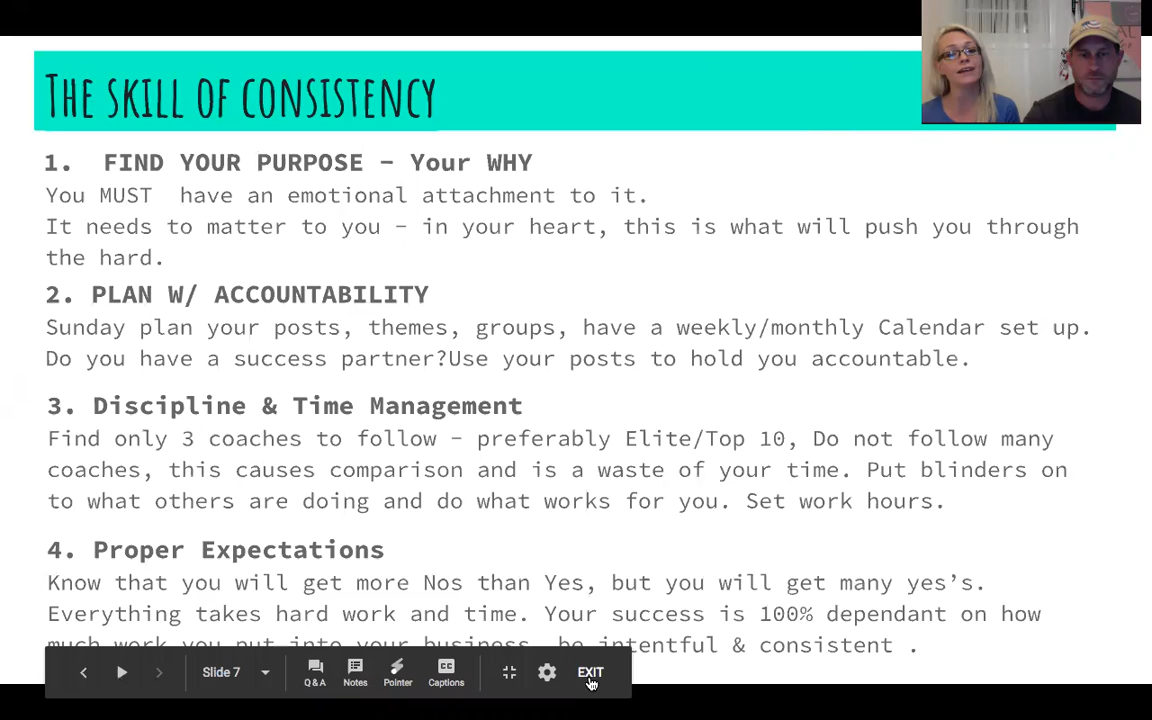 THE SKILL OF CONSISTENCY
1. FIND YOUR PURPOSE - Your WHY
You MUST have an emotional attachment to it.
It needs to matter to you - in your heart, this is what will push you through
the hard.
2. PLAN W/ ACCOUNTABILITY
Sunday plan your posts, themes, groups, have a weekly/monthly Calendar set up.
Do you have a success partner?Use your posts to hold you accountable.
3. Discipline & Time Management
Find only 3 coaches to follow - preferably Elite/Top 10, Do not follow many
coaches, this causes comparison and is a waste of your time. Put blinders on
to what others are doing and do what works for you. Set work hours.
4. Proper Expectations
Know that you will get more Nos than Yes, but you will get many yes's.
Everything takes hard work and time. Your success is 100% dependant on how
much work you put into your business, be intentful & consistent .
Slide 7 Q&A Notes Pointer Captions EXIT